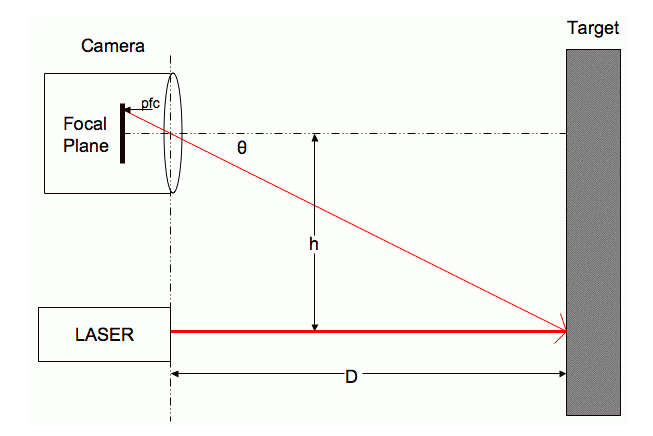 Target
Camera
pfc
Focal
Plane
θ
h
LASER
D